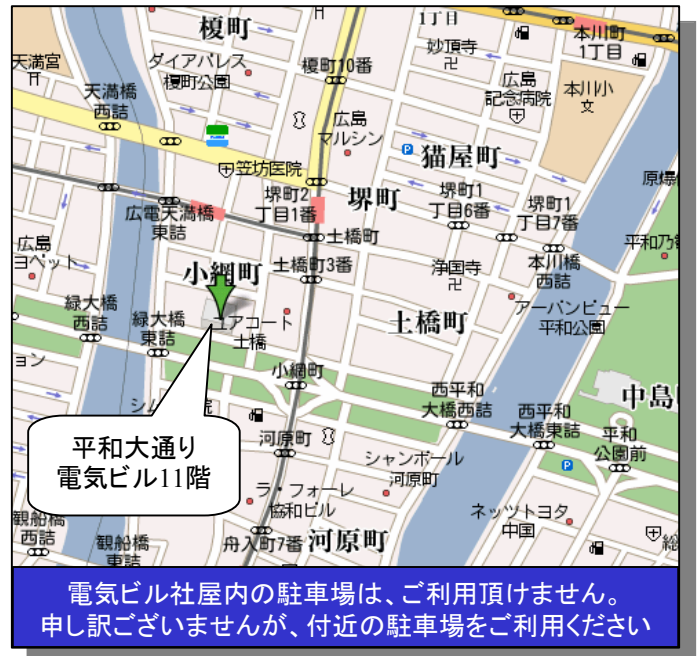 榎町
1丁目
本川町
1丁目
天満宮
ダイアパレス
榎町公園
榎町10番
妙頂寺
広島
記念病院
本川小
文
天満橋
西詰
広島
マルシン
P
猫屋町
笠坊医院
堺町2
丁目1番
堺町
堺町1
丁目6番
堺町1
丁目7番
広電天満橋
東詰
土橋町
平和乃
広島
ヨペット
小網町
土橋町3番
浄国寺
本川橋
西詰
緑大橋
西詰
緑大橋
東詰
ユアコート
土橋
土橋町
アーバンビュー
平和公園
ョン
小網町
西平和
大橋西詰
西平和
大橋東詰
中島
平和
公園前
平和大通り
電気ビル11階
河原町
シャンボール
河原町
P
ラ・フォーレ
協和ビル
ネッツトヨタ
中国
観船橋
西詰
観船橋
東詰
舟入町7番
河原町
電気ビル社屋内の駐車場は、ご利用頂けません。
申し訳ございませんが、付近の駐車場をご利用ください